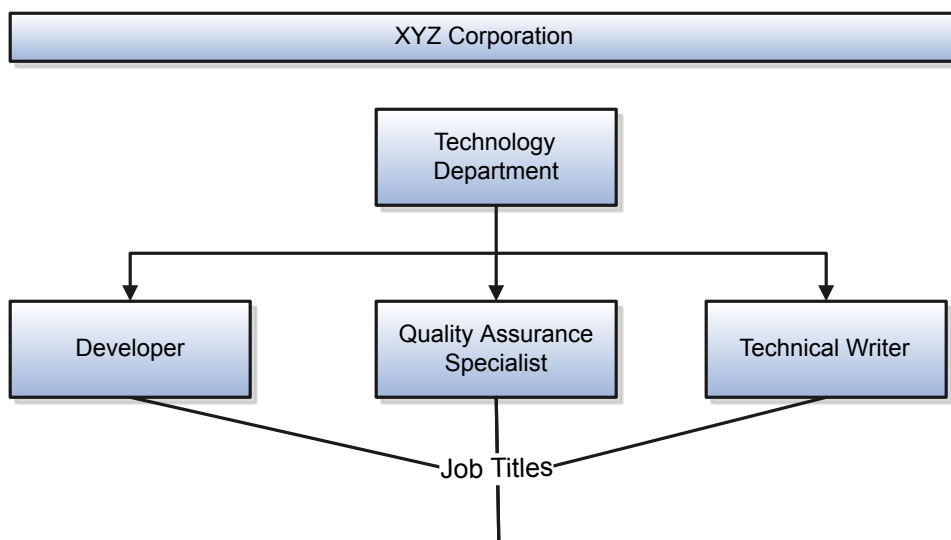 XYZ Corporation
Technology
Department
Developer
Quality Assurance
Specialist
Technical Writer
Job Titles